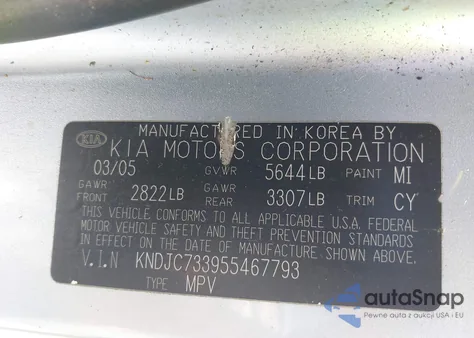 MANUFACTURED IN KOREA BY
KIA KIA MOTORS CORPORATION
03/05 GVWR 5644LB PAINT MI
GAWR FRONT 2822LB GAWR REAR 3307LB TRIM CY
THIS VEHICLE CONFORMS TO ALL APPLICABLE U.S.A. FEDERAL
MOTOR VEHICLE SAFETY AND THEFT PREVENTION STANDARDS
IN EFFECT ON THE DATE OF MANUFACTURE SHOWN ABOVE.
V.I.N KNDJC733955467793
TYPE MPV
autoSnap
Pewne auta z aukcji USA i EU